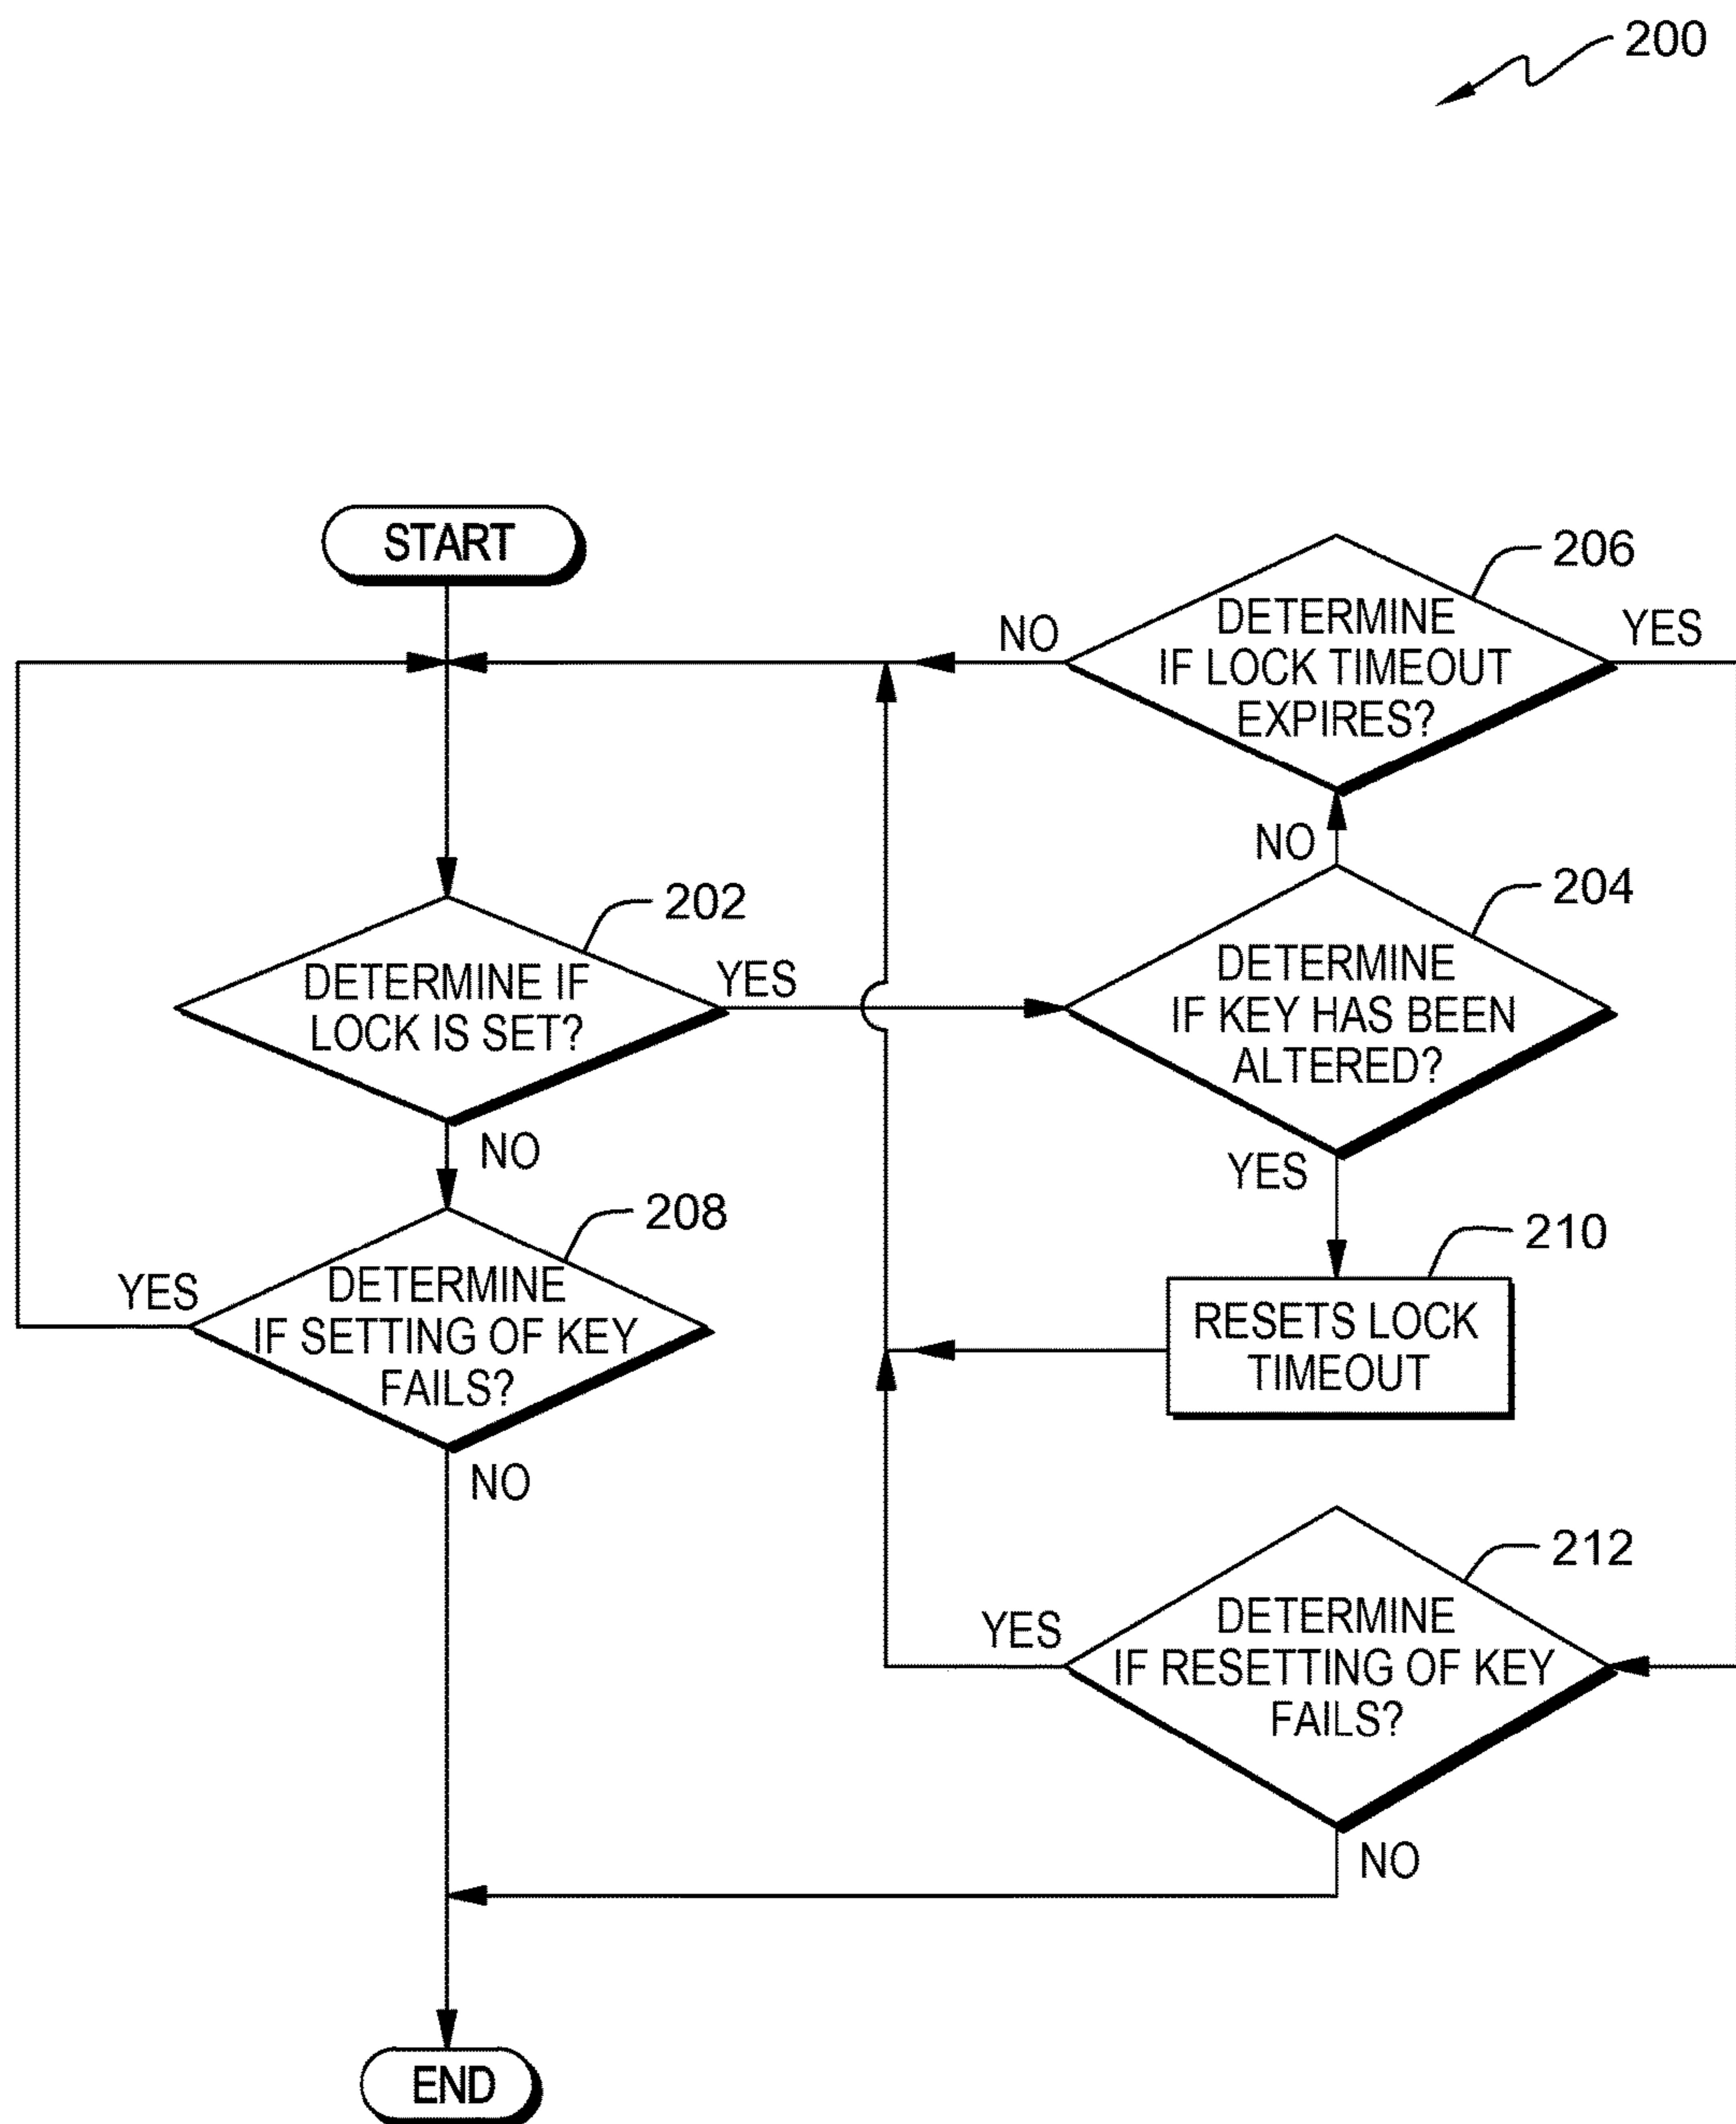 200
START
206
DETERMINE
IF LOCK TIMEOUT
EXPIRES?
NO
YES
NO
202
DETERMINE IF
LOCK IS SET?
YES
NO
204
DETERMINE
IF KEY HAS BEEN
ALTERED?
YES
208
DETERMINE
IF SETTING OF KEY
FAILS?
YES
NO
210
RESETS LOCK
TIMEOUT
212
DETERMINE
IF RESETTING OF KEY
FAILS?
YES
NO
END